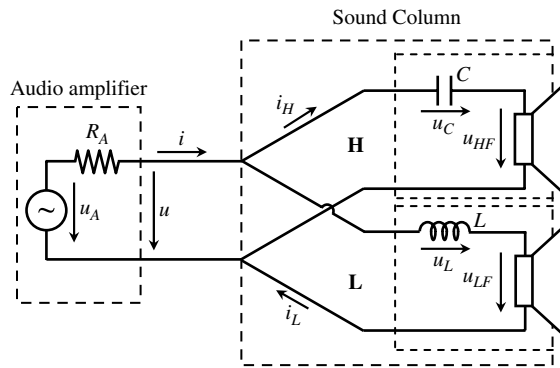 Sound Column
Audio amplifier
R_A
i
i_H
C
u_C
u_HF
H
~
u_A
u
L
u_L
u_LF
L
i_L